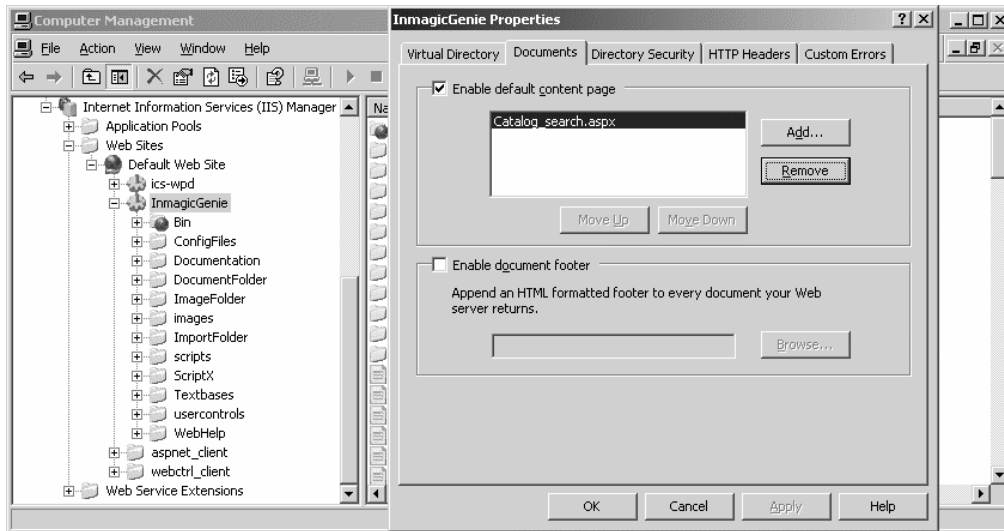 Computer Management
File Action View Window Help
Internet Information Services (IIS) Manager
Application Pools
Web Sites
Default Web Site
ics-wpd
InmagicGenie
Bin
ConfigFiles
Documentation
DocumentFolder
ImageFolder
images
ImportFolder
scripts
ScriptX
Textbases
usercontrols
WebHelp
aspnet_client
webctrl_client
Web Service Extensions
Na
InmagicGenie Properties
Virtual Directory Documents Directory Security HTTP Headers Custom Errors
Enable default content page
Catalog_search.aspx
Add...
Remove
Move Up Move Down
Enable document footer
Append an HTML formatted footer to every document your Web
server returns.
Browse...
OK Cancel Apply Help